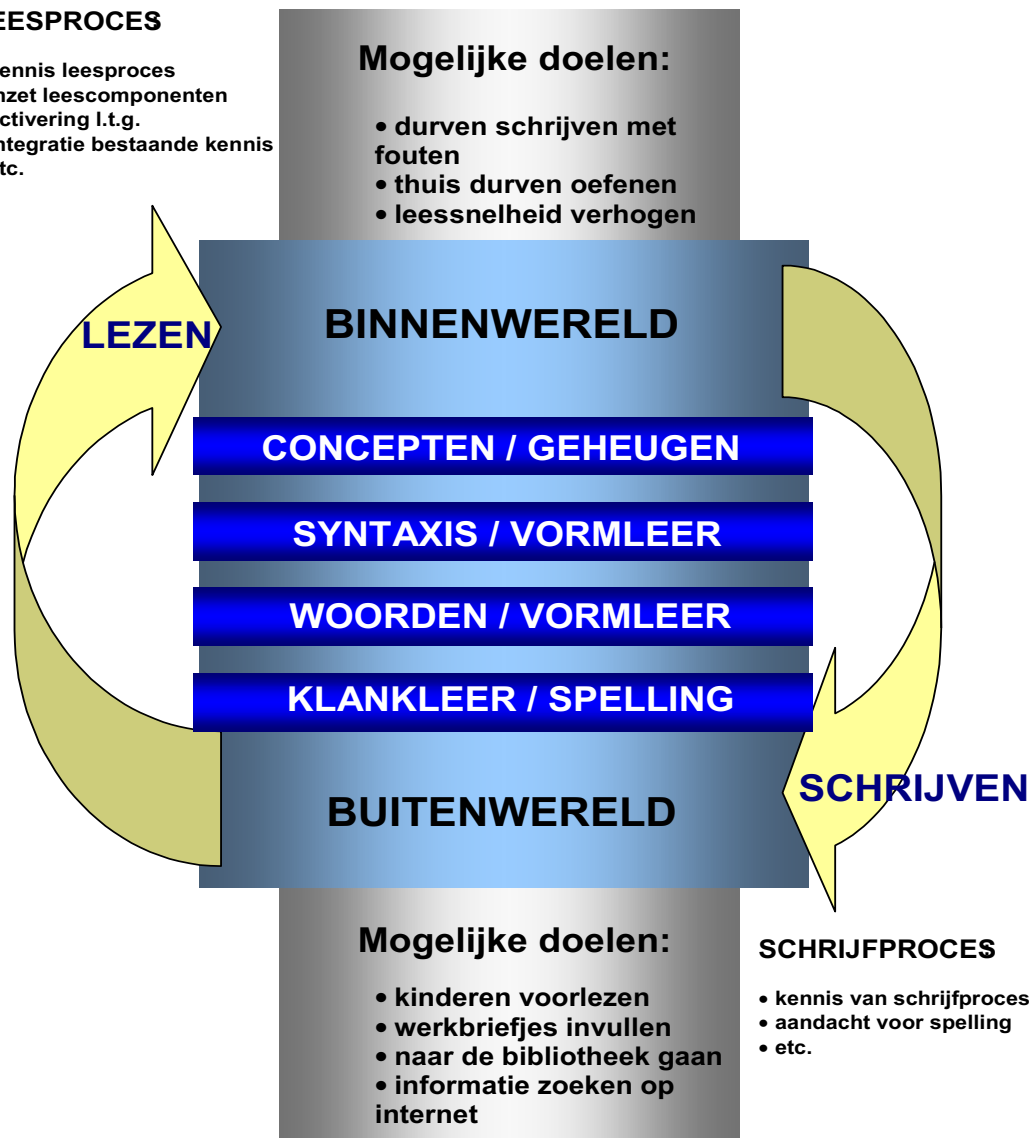 EESPROCES
ennis leesproces
nzet leescomponenten
ctivering l.t.g.
ntegratie bestaande kennis
tc.
Mogelijke doelen:
• durven schrijven met
fouten
• thuis durven oefenen
• leessnelheid verhogen
LEZEN
BINNENWERELD
CONCEPTEN / GEHEUGEN
SYNTAXIS / VORMLEER
WOORDEN / VORMLEER
KLANKLEER / SPELLING
BUITENWERELD
SCHRIJVEN
Mogelijke doelen:
• kinderen voorlezen
• werkbriefjes invullen
• naar de bibliotheek gaan
• informatie zoeken op
internet
SCHRIJFPROCES
• kennis van schrijfproces
• aandacht voor spelling
• etc.